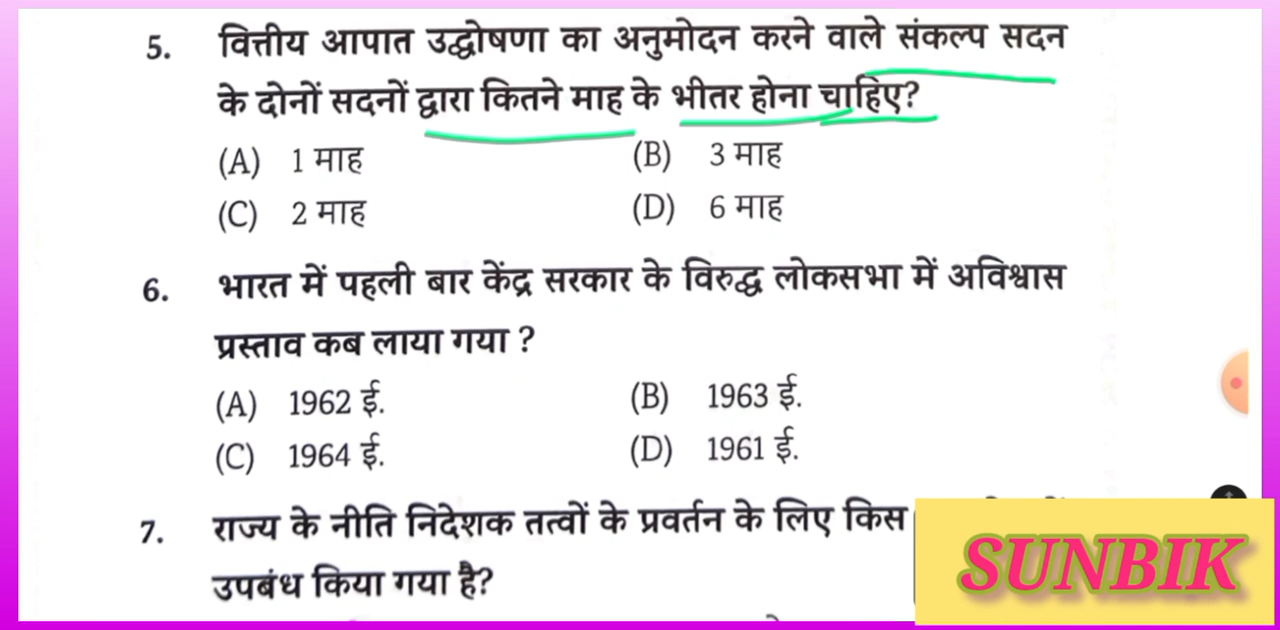 5. वित्तीय आपात उद्घोषणा का अनुमोदन करने वाले संकल्प सदन
के दोनों सदनों द्वारा कितने माह के भीतर होना चाहिए?
(A) 1 माह (B) 3 माह
(C) 2 माह (D) 6 माह
6. भारत में पहली बार केंद्र सरकार के विरुद्ध लोकसभा में अविश्वास
प्रस्ताव कब लाया गया ?
(A) 1962 ई. (B) 1963 ई.
(C) 1964 ई. (D) 1961 ई.
7. राज्य के नीति निदेशक तत्वों के प्रवर्तन के लिए किस
उपबंध किया गया है?
SUNBIK